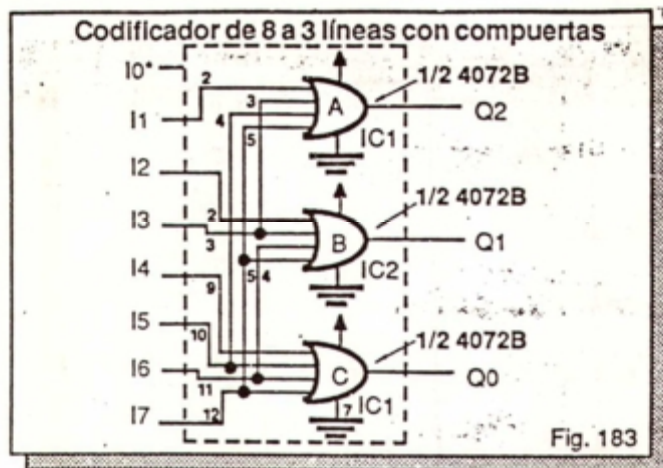 Codificador de 8 a 3 líneas con compuertas
I0*
2
1/2 4072B
I1
3
4
A
Q2
5
IC1
I2
1/2 4072B
2
I3
3
B
Q1
5 4
IC2
I4
9
1/2 4072B
I5
10
I6
11
C
Q0
I7
12
7
IC1
Fig. 183